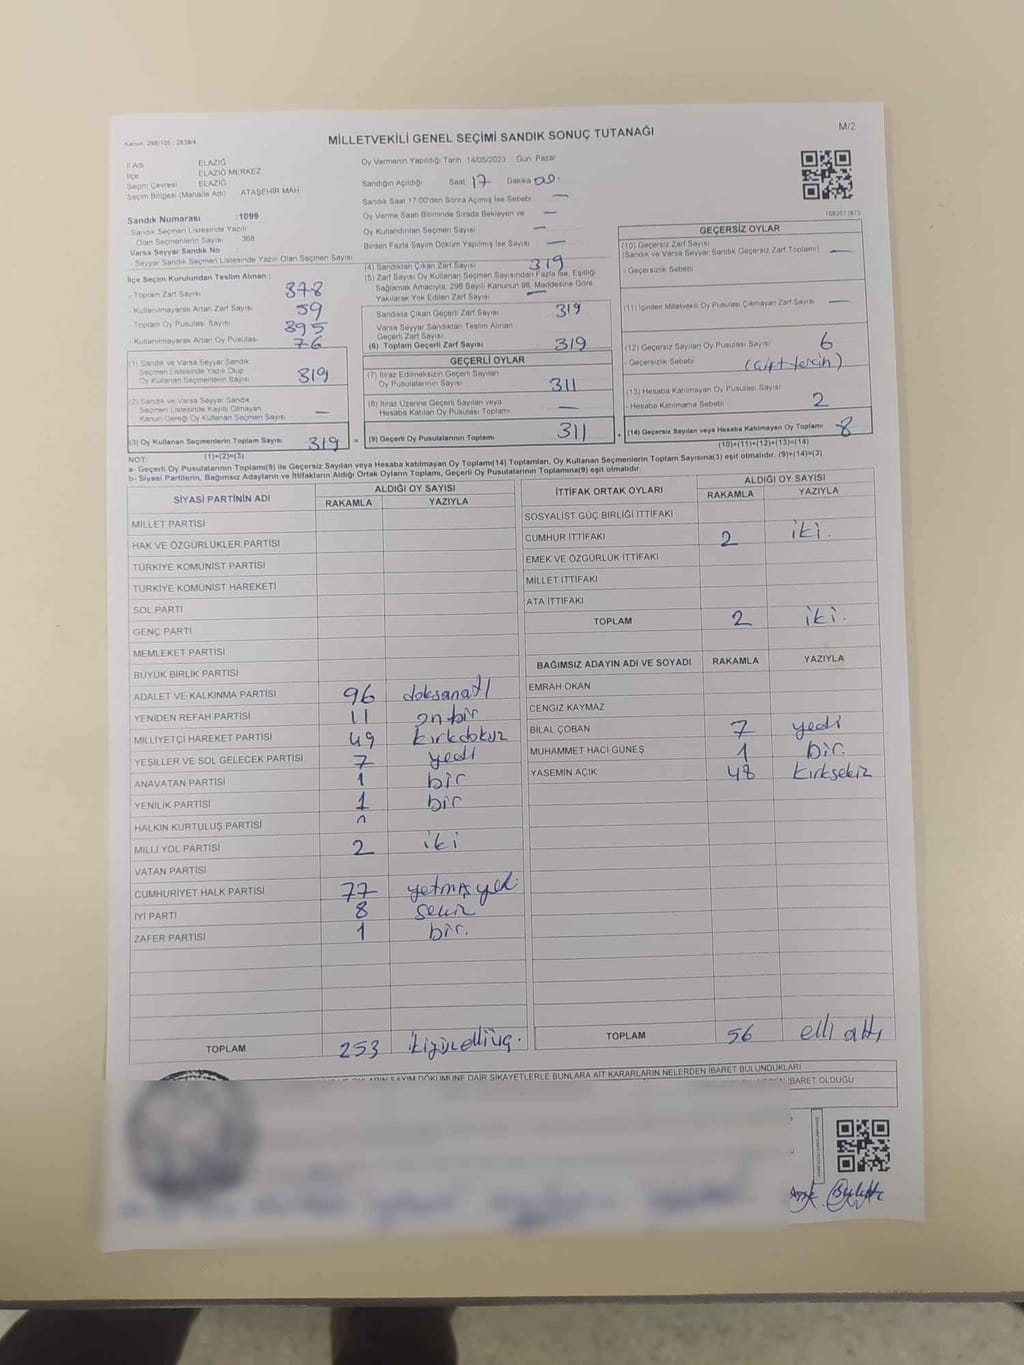 Kanun: 298/105 ; 2839/4
MİLLETVEKİLİ GENEL SEÇİMİ SANDIK SONUÇ TUTANAĞI
M/2
İl Adı ELAZIĞ
İlçe ELAZIĞ MERKEZ
Seçim Çevresi ELAZIĞ
Seçim Bölgesi (Mahalle Adı) ATAŞEHİR MAH
Sandık Numarası :1099
Sandık Seçmen Listesinde Yazılı
Olan Seçmenlerin Sayısı 368
Varsa Seyyar Sandık No :
- Seyyar Sandık Seçmen Listesinde Yazılı Olan Seçmen Sayısı
İlçe Seçim Kurulundan Teslim Alınan :
- Toplam Zarf Sayısı 378
- Kullanılmayarak Artan Zarf Sayısı 59
- Toplam Oy Pusulası Sayısı 395
- Kullanılmayarak Artan Oy Pusulası 76
(1) Sandık ve Varsa Seyyar Sandık
Seçmen Listesinde Yazılı Olup
Oy Kullanan Seçmenlerin Sayısı 319
(2) Sandık ve Varsa Seyyar Sandık
Seçmen Listesinde Kayıtlı Olmayan
Kanun Gereği Oy Kullanan Seçmen Sayısı —
(3) Oy Kullanan Seçmenlerin Toplam Sayısı 319
(1)+(2)=(3)
Oy Vermenin Yapıldığı Tarih: 14/05/2023 Gün: Pazar
Sandığın Açıldığı Saat 17 Dakika 00.
Sandık Saat 17:00'den Sonra Açılmış İse Sebebi —
Oy Verme Saati Bitiminde Sırada Bekleyen ve —
Oy Kullandırılan Seçmen Sayısı —
Birden Fazla Sayım Döküm Yapılmış İse Sayısı —
(4) Sandıktan Çıkan Zarf Sayısı 319
(5) Zarf Sayısı Oy Kullanan Seçmen Sayısından Fazla İse, Eşitliği
Sağlamak Amacıyla; 298 Sayılı Kanunun 98. Maddesine Göre
Yakılarak Yok Edilen Zarf Sayısı —
Sandıkta Çıkan Geçerli Zarf Sayısı 319
Varsa Seyyar Sandıktan Teslim Alınan
Geçerli Zarf Sayısı
(6) Toplam Geçerli Zarf Sayısı 319
GEÇERLİ OYLAR
(7) İtiraz Edilmeksizin Geçerli Sayılan
Oy Pusulalarının Sayısı 311
(8) İtiraz Üzerine Geçerli Sayılan veya
Hesaba Katılan Oy Pusulası Toplamı —
= (9) Geçerli Oy Pusulalarının Toplamı 311 +
1683571873
GEÇERSİZ OYLAR
(10) Geçersiz Zarf Sayısı
(Sandık ve Varsa Seyyar Sandık Geçersiz Zarf Toplamı) —
- Geçersizlik Sebebi
(11) İçinden Milletvekili Oy Pusulası Çıkmayan Zarf Sayısı —
(12) Geçersiz Sayılan Oy Pusulası Sayısı 6
- Geçersizlik Sebebi (Çift tercih)
(13) Hesaba Katılmayan Oy Pusulası Sayısı
- Hesaba Katılmama Sebebi 2
(14) Geçersiz Sayılan veya Hesaba Katılmayan Oy Toplamı 8
(10)+(11)+(12)+(13)=(14)
NOT:
a- Geçerli Oy Pusulalarının Toplamı(9) ile Geçersiz Sayılan veya Hesaba katılmayan Oy Toplamı(14) Toplamları, Oy Kullanan Seçmenlerin Toplam Sayısına(3) eşit olmalıdır. (9)+(14)=(3)
b- Siyasi Partilerin, Bağımsız Adayların ve İttifakların Aldığı Ortak Oyların Toplamı, Geçerli Oy Pusulalarının Toplamına(9) eşit olmalıdır.
SİYASİ PARTİNİN ADI ALDIĞI OY SAYISI
RAKAMLA YAZIYLA
MİLLET PARTİSİ
HAK VE ÖZGÜRLÜKLER PARTİSİ
TÜRKİYE KOMÜNİST PARTİSİ
TÜRKİYE KOMÜNİST HAREKETİ
SOL PARTİ
GENÇ PARTİ
MEMLEKET PARTİSİ
BÜYÜK BİRLİK PARTİSİ
ADALET VE KALKINMA PARTİSİ 96 doksanatı
YENİDEN REFAH PARTİSİ 11 on bir
MİLLİYETÇİ HAREKET PARTİSİ 49 kırkdokuz
YEŞİLLER VE SOL GELECEK PARTİSİ 7 yedi
ANAVATAN PARTİSİ 1 bir
YENİLİK PARTİSİ 1 bir
HALKIN KURTULUŞ PARTİSİ
MİLLİ YOL PARTİSİ 2 iki
VATAN PARTİSİ
CUMHURİYET HALK PARTİSİ 77 yetmişyedi
İYİ PARTİ 8 sekiz
ZAFER PARTİSİ 1 bir.
TOPLAM 253 ikiyüzelliüç.
İTTİFAK ORTAK OYLARI ALDIĞI OY SAYISI
RAKAMLA YAZIYLA
SOSYALİST GÜÇ BİRLİĞİ İTTİFAKI
CUMHUR İTTİFAKI 2 iki.
EMEK VE ÖZGÜRLÜK İTTİFAKI
MİLLET İTTİFAKI
ATA İTTİFAKI
TOPLAM 2 iki.
BAĞIMSIZ ADAYIN ADI VE SOYADI RAKAMLA YAZIYLA
EMRAH OKAN
CENGİZ KAYMAZ
BİLAL ÇOBAN 7 yedi
MUHAMMET HACI GÜNEŞ 1 bir.
YASEMİN AÇIK 48 kırksekiz
TOPLAM 56 elli altı
SAYIM DÖKÜMÜNE DAİR ŞİKAYETLERLE BUNLARA AİT KARARLARIN NELERDEN İBARET BULUNDUKLARI
İBARET OLDUĞU